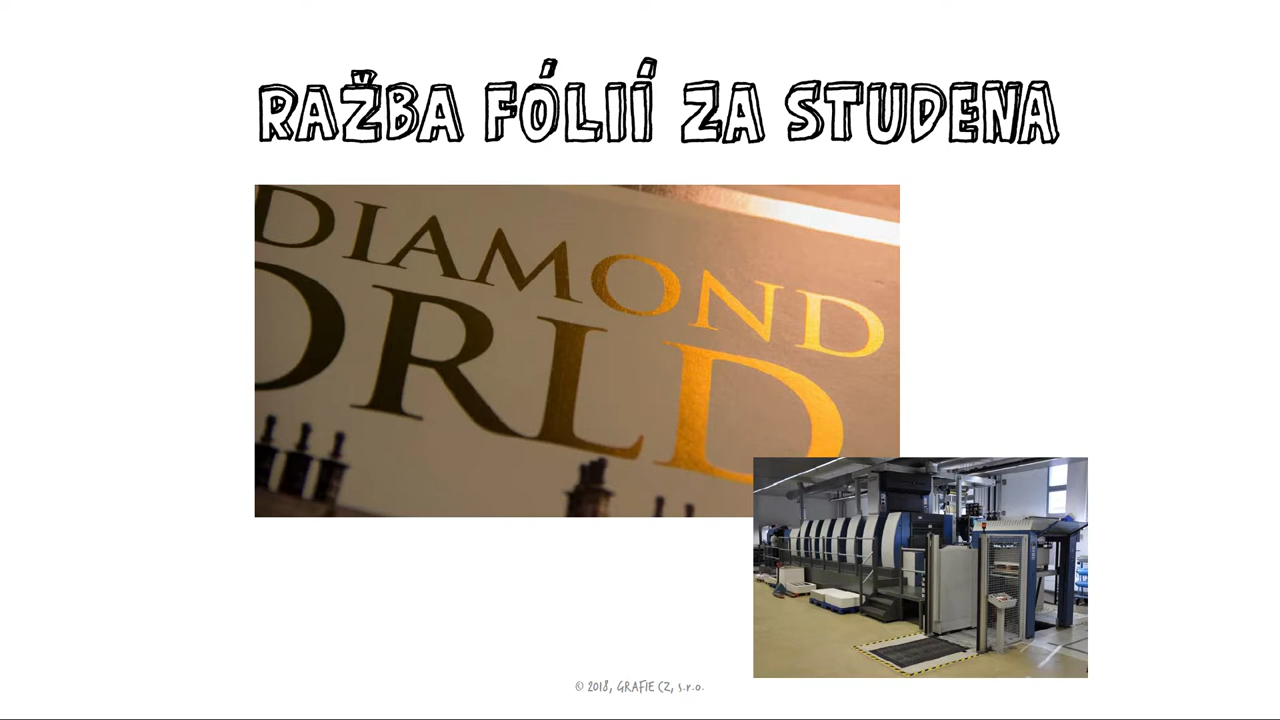 RAŽBA FÓLIÍ ZA STUDENA
DIAMOND
ORLD
© 2018, GRAFIE CZ, s.r.o.